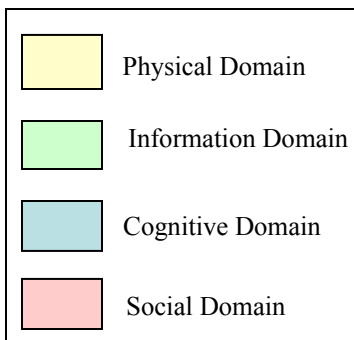 Physical Domain
Information Domain
Cognitive Domain
Social Domain